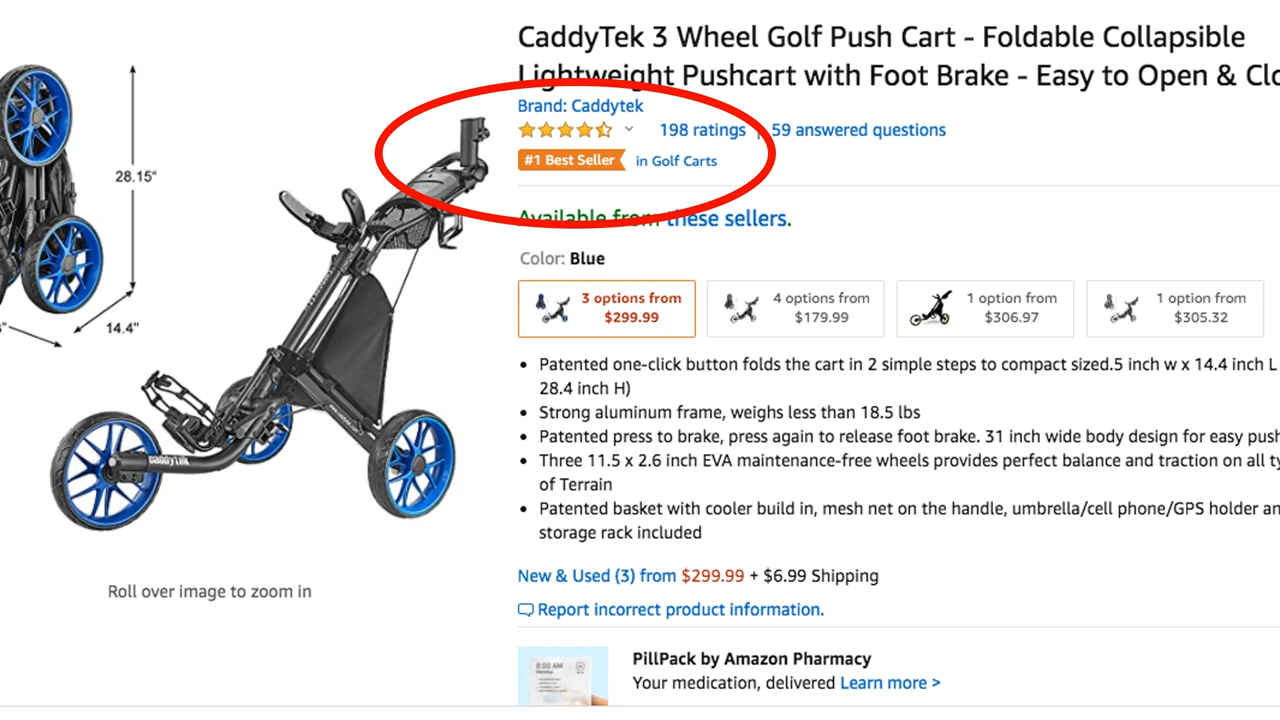 CaddyTek 3 Wheel Golf Push Cart - Foldable Collapsible
Lightweight Pushcart with Foot Brake - Easy to Open & Clo
Brand: Caddytek
198 ratings | 59 answered questions
#1 Best Seller in Golf Carts
Available from these sellers.
Color: Blue
3 options from
$299.99
4 options from
$179.99
1 option from
$306.97
1 option from
$305.32
Patented one-click button folds the cart in 2 simple steps to compact sized.5 inch w x 14.4 inch L
28.4 inch H)
Strong aluminum frame, weighs less than 18.5 lbs
Patented press to brake, press again to release foot brake. 31 inch wide body design for easy push
Three 11.5 x 2.6 inch EVA maintenance-free wheels provides perfect balance and traction on all ty
of Terrain
Patented basket with cooler build in, mesh net on the handle, umbrella/cell phone/GPS holder an
storage rack included
New & Used (3) from $299.99 + $6.99 Shipping
Report incorrect product information.
PillPack by Amazon Pharmacy
Your medication, delivered Learn more >
8:00 AM
28.15"
14.4"
caddytek
Roll over image to zoom in